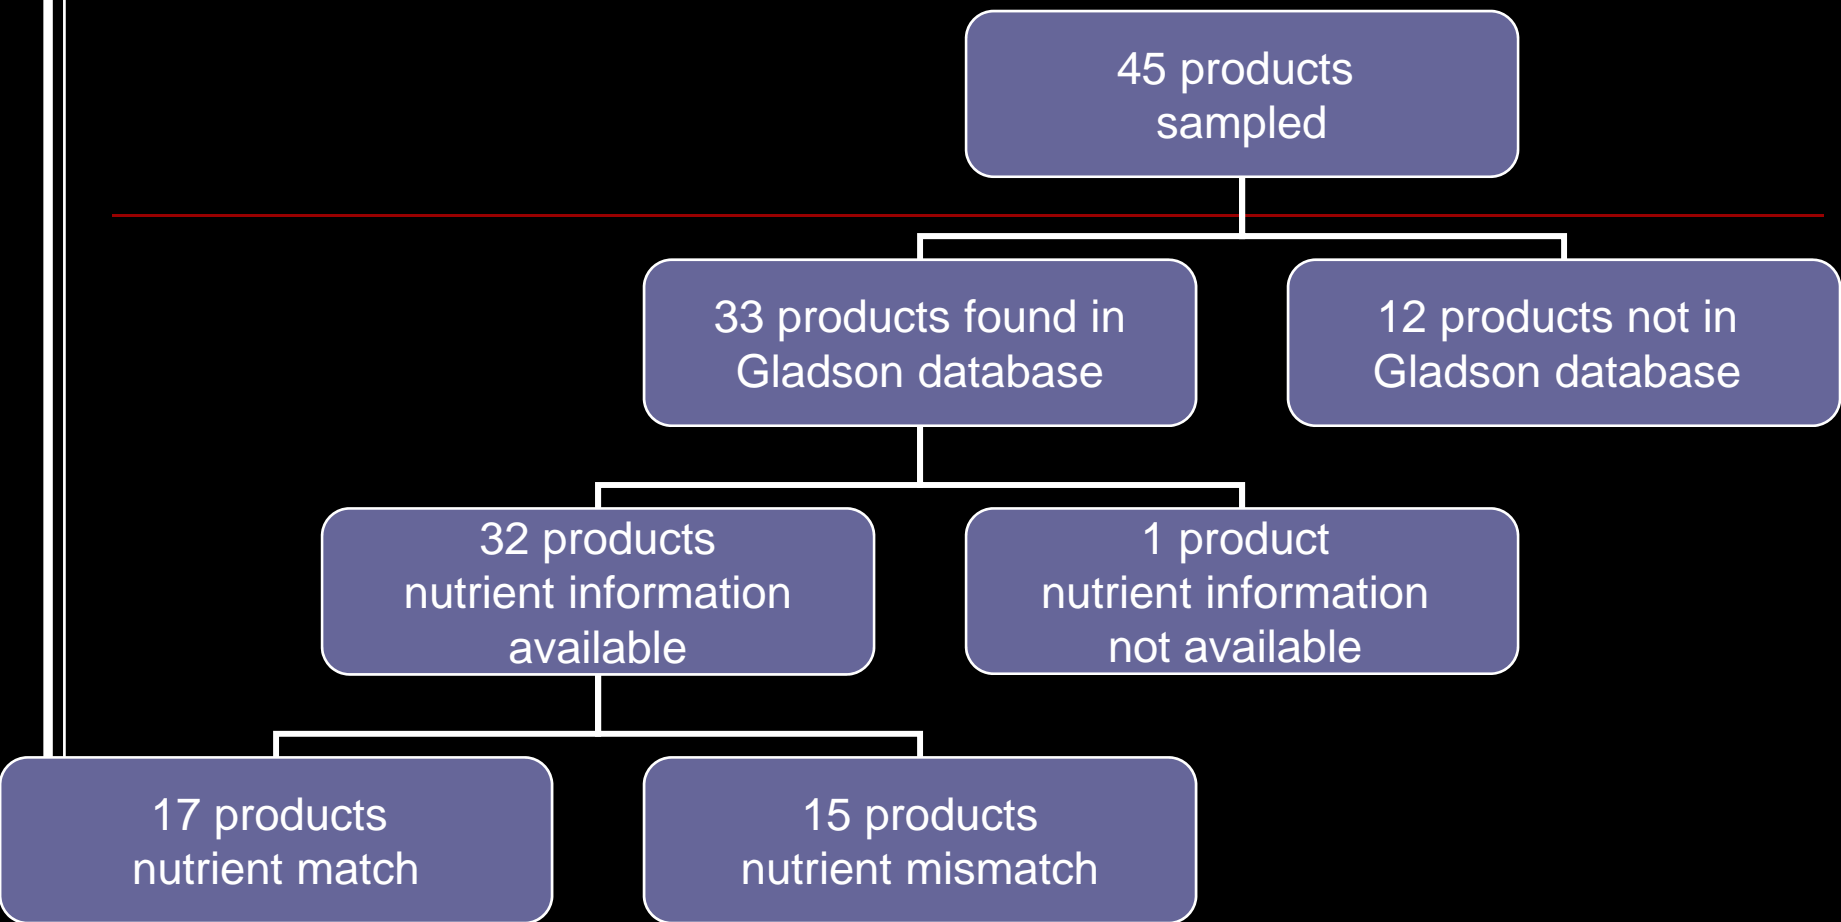 45 products
sampled
33 products found in
Gladson database
12 products not in
Gladson database
32 products
nutrient information
available
1 product
nutrient information
not available
17 products
nutrient match
15 products
nutrient mismatch